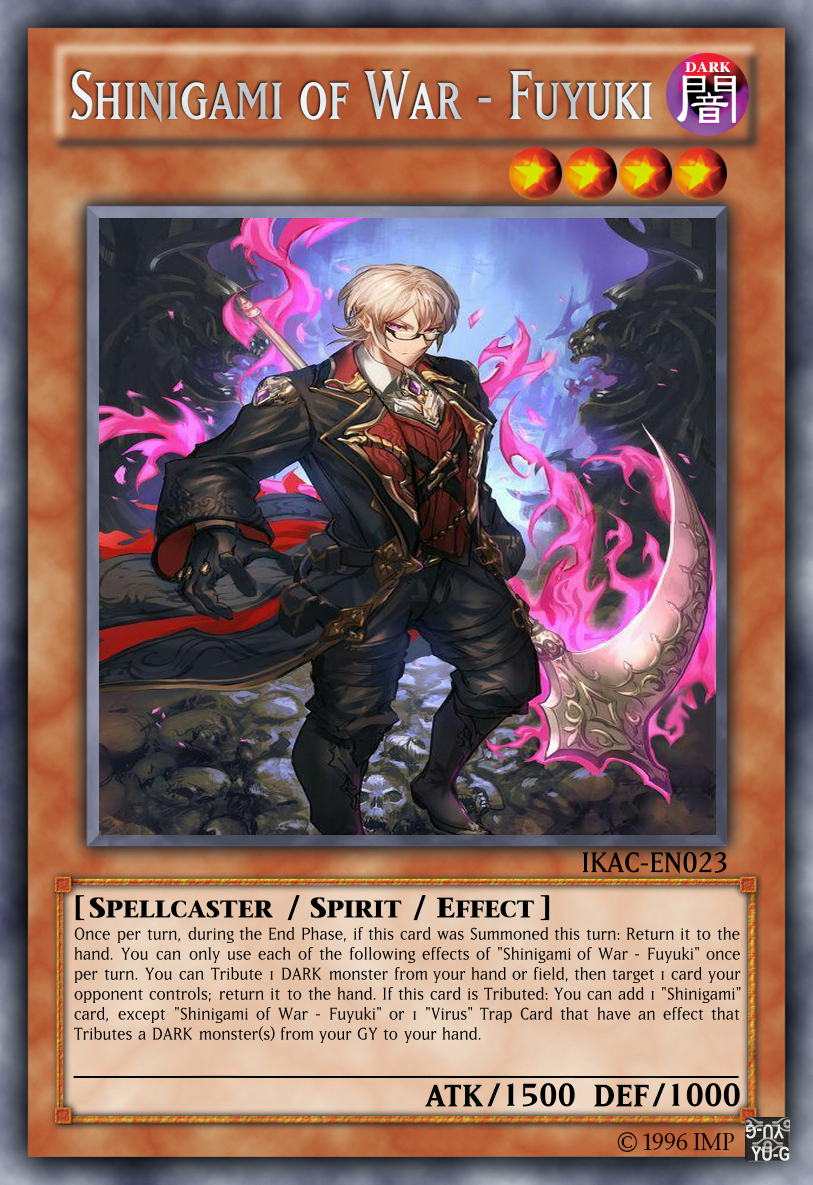 Shinigami of War - Fuyuki
DARK
闇
IKAC-EN023
[ Spellcaster / Spirit / Effect ]
Once per turn, during the End Phase, if this card was Summoned this turn: Return it to the
hand. You can only use each of the following effects of "Shinigami of War - Fuyuki" once
per turn. You can Tribute 1 DARK monster from your hand or field, then target 1 card your
opponent controls; return it to the hand. If this card is Tributed: You can add 1 "Shinigami"
card, except "Shinigami of War - Fuyuki" or 1 "Virus" Trap Card that have an effect that
Tributes a DARK monster(s) from your GY to your hand.
ATK/1500 DEF/1000
© 1996 IMP
YU-G